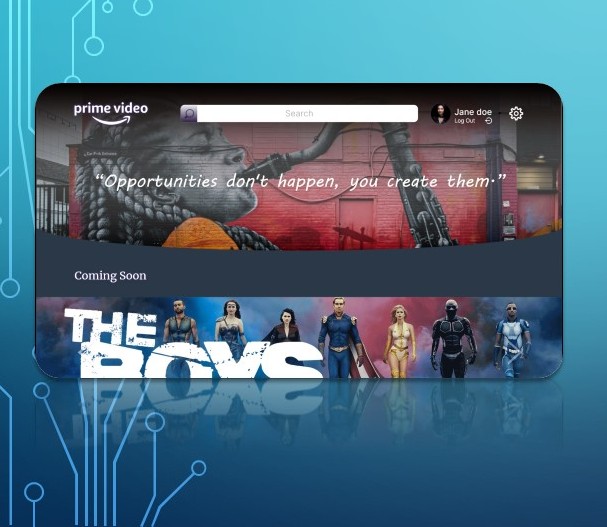 prime video
Search
Jane doe
Log Out
“Opportunities don't happen, you create them.”
Coming Soon
THE
BOYS